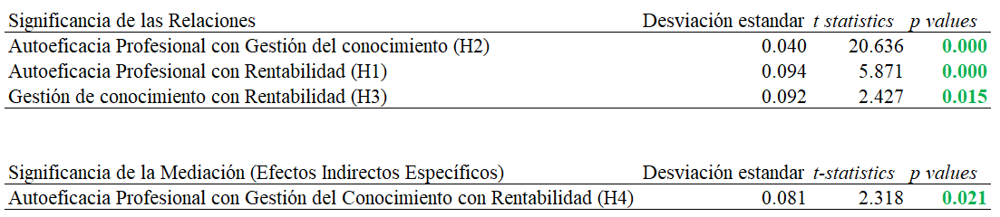 Significancia de las Relaciones Desviación estandar t statistics p values
Autoeficacia Profesional con Gestión del conocimiento (H2) 0.040 20.636 0.000
Autoeficacia Profesional con Rentabilidad (H1) 0.094 5.871 0.000
Gestión de conocimiento con Rentabilidad (H3) 0.092 2.427 0.015
Significancia de la Mediación (Efectos Indirectos Específicos) Desviación estandar t-statistics p values
Autoeficacia Profesional con Gestión del Conocimiento con Rentabilidad (H4) 0.081 2.318 0.021